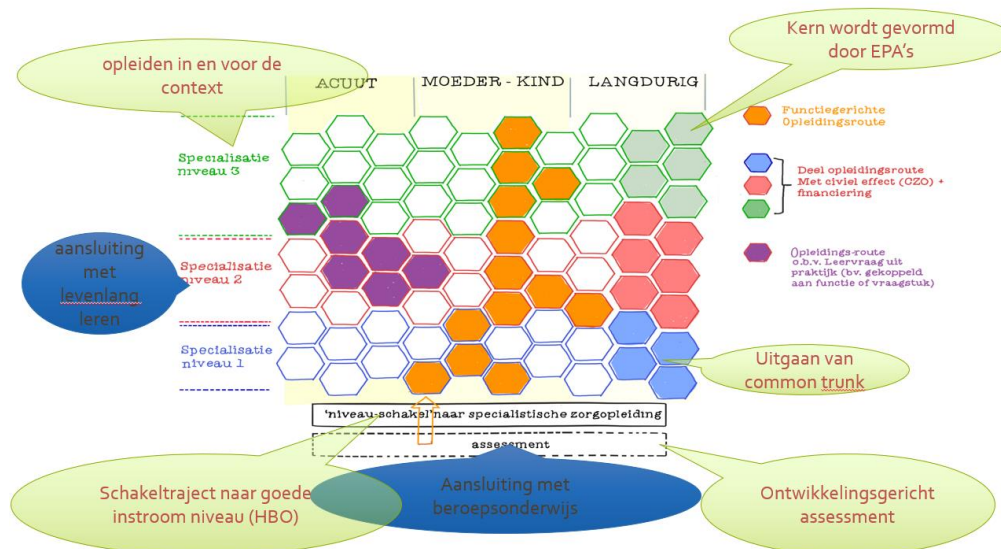 opleiden in en voor de
context
Kern wordt gevormd
door EPA's
ACUUT
MOEDER - KIND
LANGDURIG
Functiegerichte
Opleidingsroute
Specialisatie
niveau 3
Deel opleidingsroute
Met civiel effect (CZO) +
financiering
aansluiting
met
levenlang
leren
Specialisatie
niveau 2
Opleidings-route
o.b.v. Leervraag uit
praktijk (bv. gekoppeld
aan functie of vraagstuk)
Specialisatie
niveau 1
Uitgaan van
common trunk
'niveau-schakel'naar specialistische zorgopleiding
assessment
Schakeltraject naar goede
instroom niveau (HBO)
Aansluiting met
beroepsonderwijs
Ontwikkelingsgericht
assessment